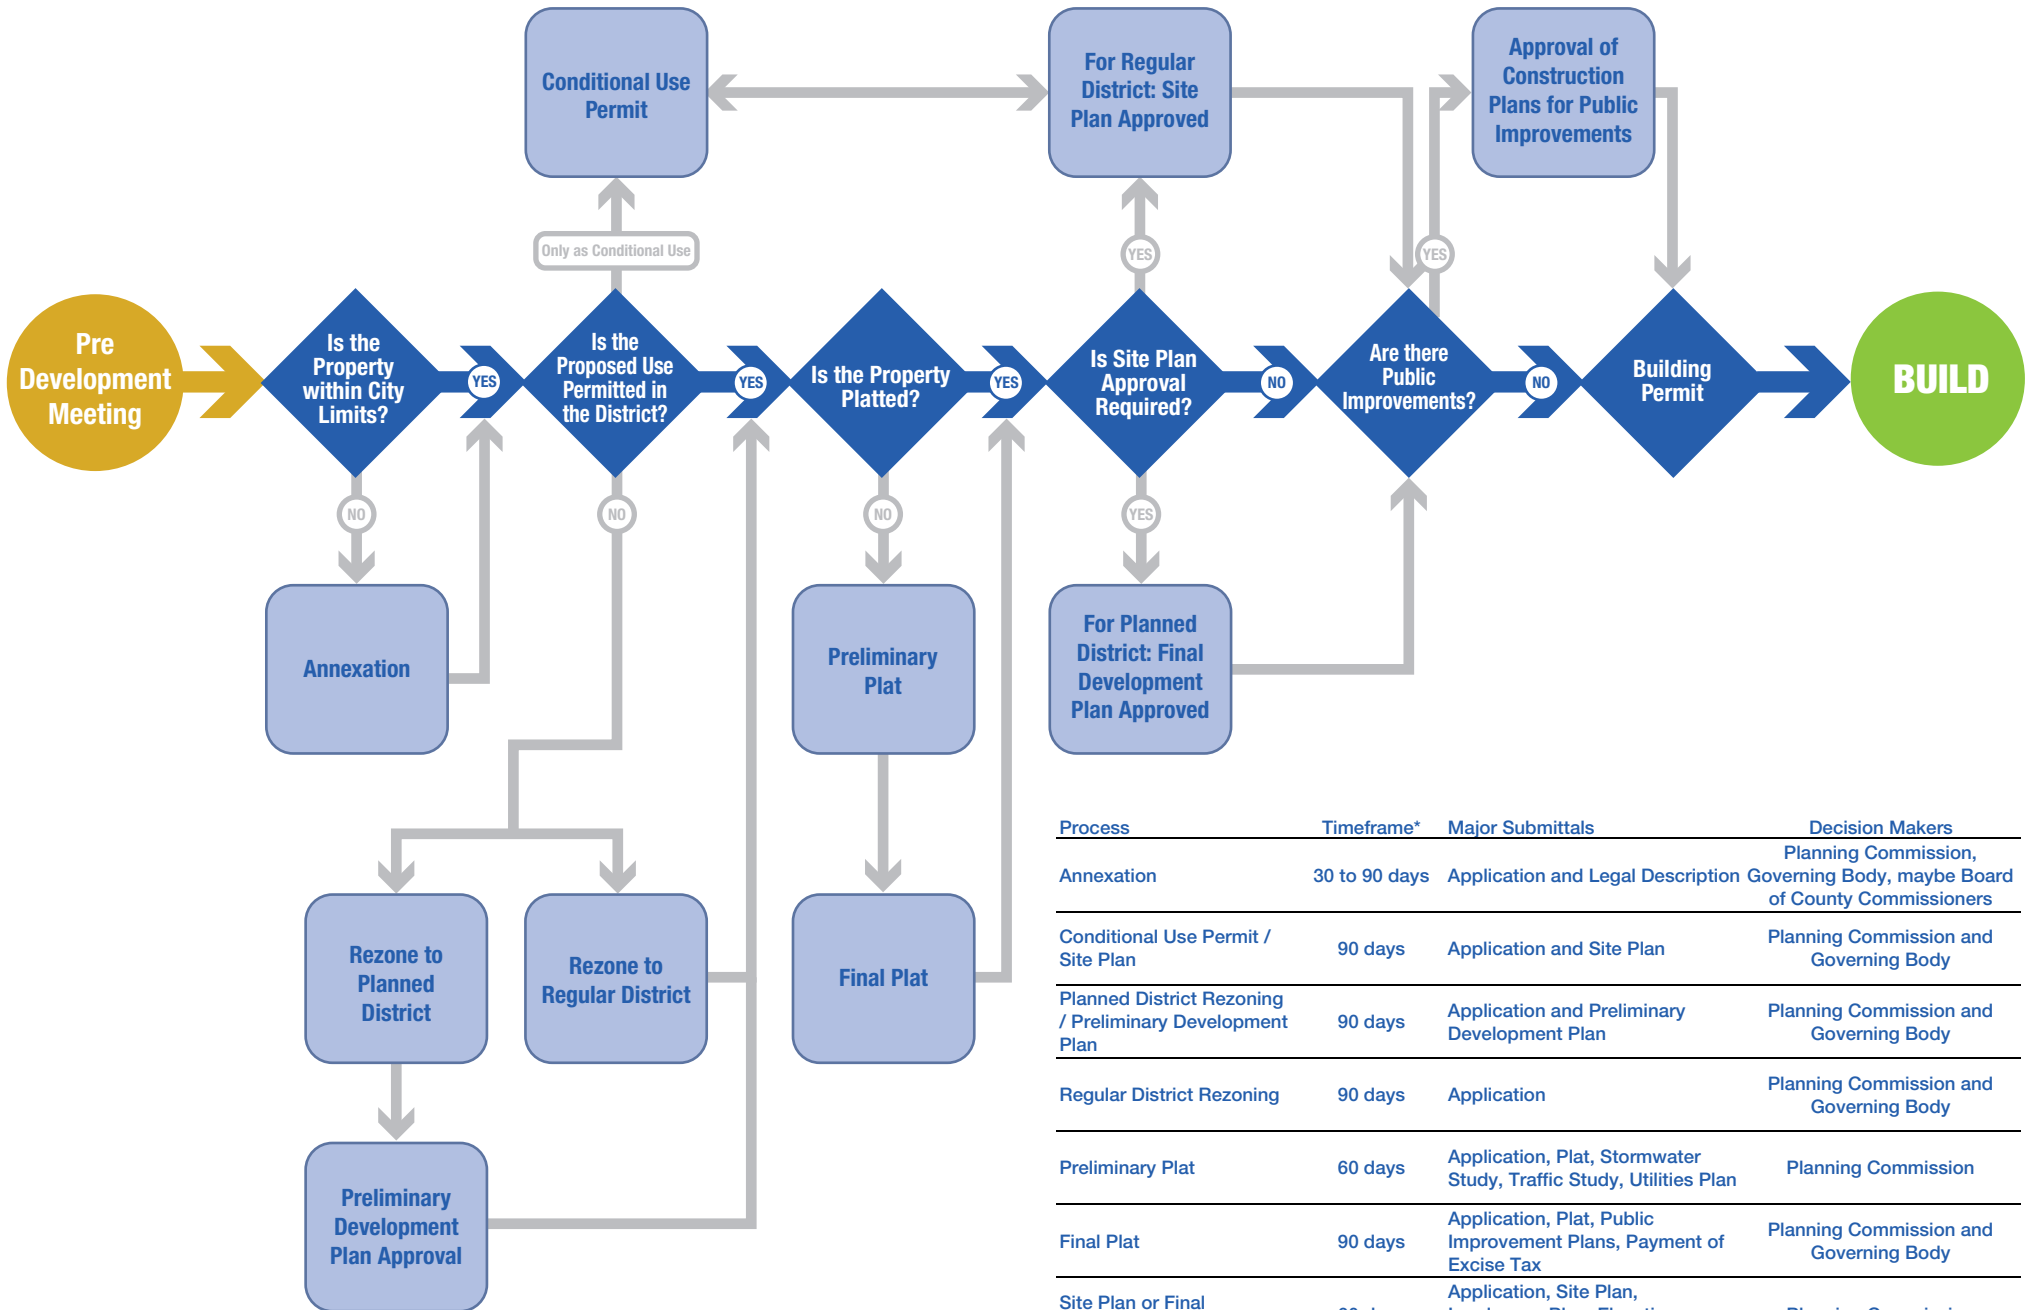 Conditional Use
Permit
For Regular
District: Site
Plan Approved
Approval of
Construction
Plans for Public
Improvements
Only as Conditional Use
YES
YES
Pre
Development
Meeting
Is the
Property
within City
Limits?
YES
Is the
Proposed Use
Permitted in
the District?
YES
Is the Property
Platted?
YES
Is Site Plan
Approval
Required?
NO
Are there
Public
Improvements?
NO
Building
Permit
BUILD
NO
NO
NO
YES
Annexation
Preliminary
Plat
For Planned
District: Final
Development
Plan Approved
Rezone to
Planned
District
Rezone to
Regular District
Final Plat
Preliminary
Development
Plan Approval
Process Timeframe* Major Submittals Decision Makers
Annexation 30 to 90 days Application and Legal Description Planning Commission,
Governing Body, maybe Board
of County Commissioners
Conditional Use Permit /
Site Plan 90 days Application and Site Plan Planning Commission and
Governing Body
Planned District Rezoning
/ Preliminary Development
Plan 90 days Application and Preliminary
Development Plan Planning Commission and
Governing Body
Regular District Rezoning 90 days Application Planning Commission and
Governing Body
Preliminary Plat 60 days Application, Plat, Stormwater
Study, Traffic Study, Utilities Plan Planning Commission
Final Plat 90 days Application, Plat, Public
Improvement Plans, Payment of
Excise Tax Planning Commission and
Governing Body
Site Plan or Final
Application, Site Plan,